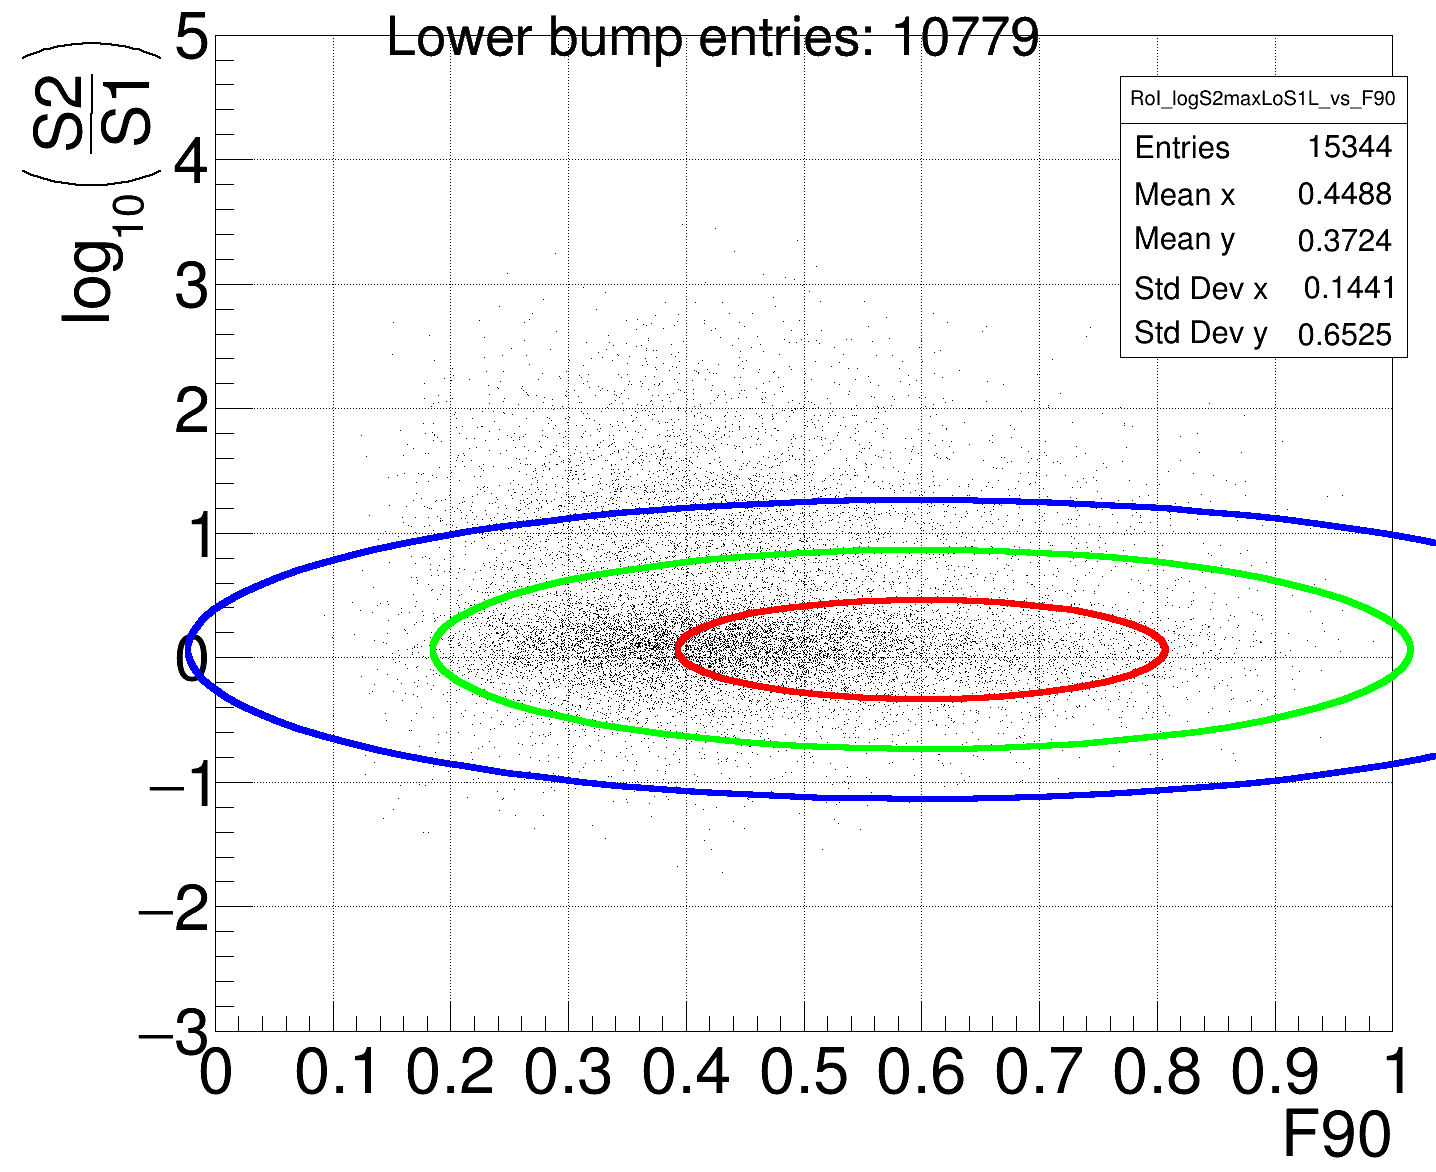 Lower bump entries: 10779
log10 (S2/S1)
5
4
3
2
1
0
−1
−2
−3
0 0.1 0.2 0.3 0.4 0.5 0.6 0.7 0.8 0.9 1
F90
RoI_logS2maxLoS1L_vs_F90
Entries 15344
Mean x 0.4488
Mean y 0.3724
Std Dev x 0.1441
Std Dev y 0.6525